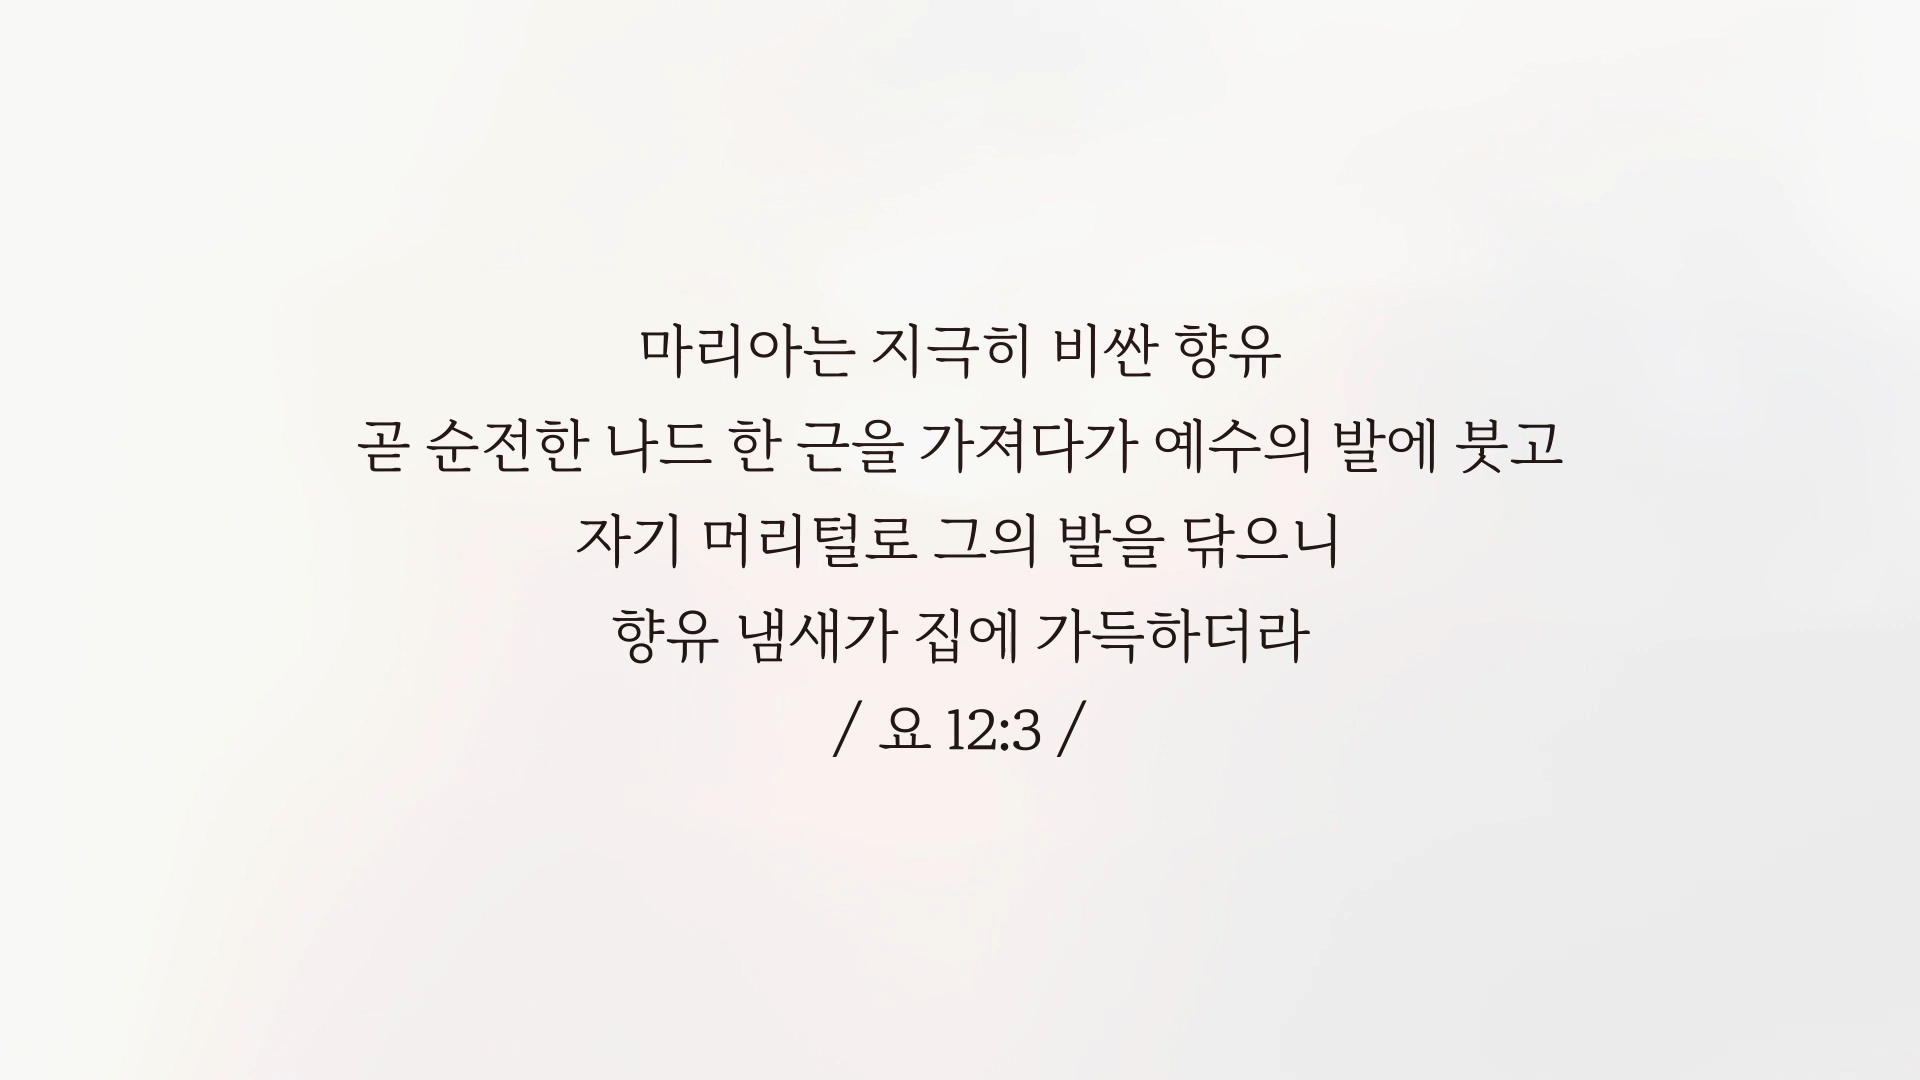 마리아는 지극히 비싼 향유
곧 순전한 나드 한 근을 가져다가 예수의 발에 붓고
자기 머리털로 그의 발을 닦으니
향유 냄새가 집에 가득하더라
/ 요 12:3 /